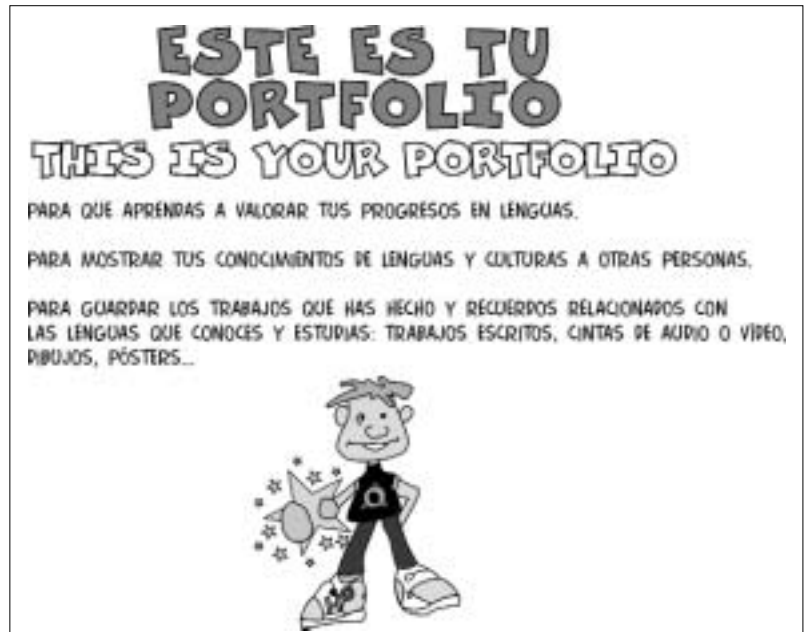 ESTE ES TU
PORTFOLIO
THIS IS YOUR PORTFOLIO
PARA QUE APRENDAS A VALORAR TUS PROGRESOS EN LENGUAS.
PARA MOSTRAR TUS CONOCIMIENTOS DE LENGUAS Y CULTURAS A OTRAS PERSONAS.
PARA GUARDAR LOS TRABAJOS QUE HAS HECHO Y RECUERDOS RELACIONADOS CON
LAS LENGUAS QUE CONOCES Y ESTUDIAS: TRABAJOS ESCRITOS, CINTAS DE AUDIO O VÍDEO,
DIBUJOS, PÓSTERS...